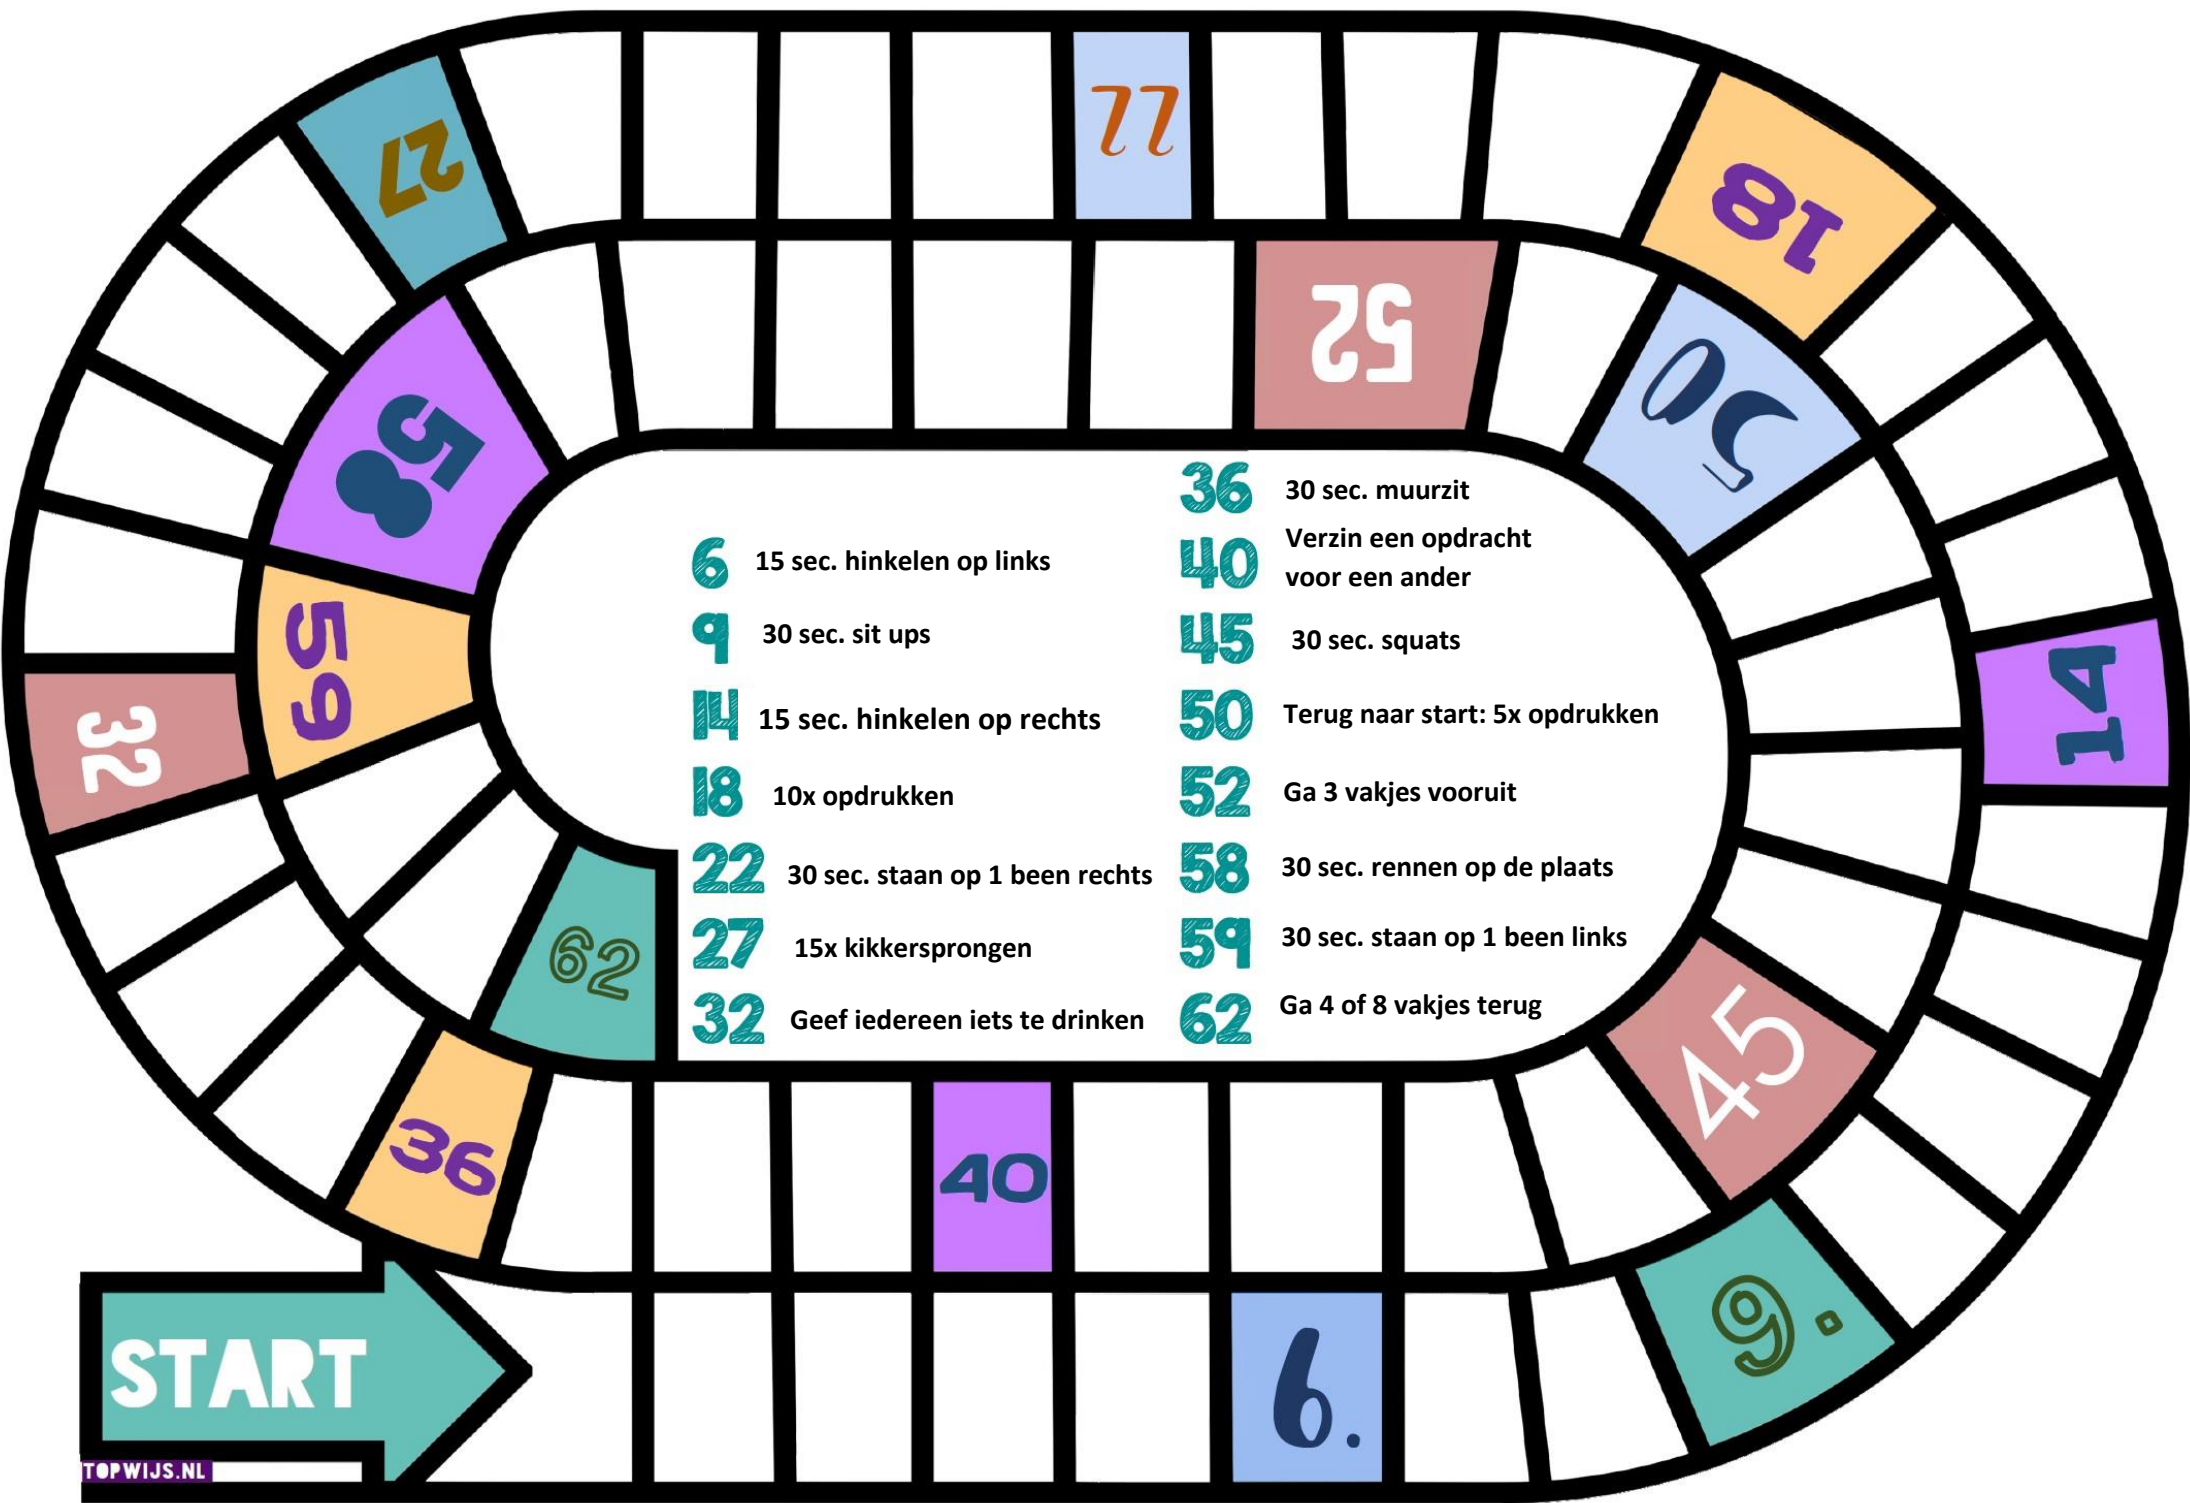 27
22
18
52
50
58
59
32
14
6 15 sec. hinkelen op links
9 30 sec. sit ups
14 15 sec. hinkelen op rechts
18 10x opdrukken
22 30 sec. staan op 1 been rechts
27 15x kikkersprongen
32 Geef iedereen iets te drinken
36 30 sec. muurzit
40 Verzin een opdracht
voor een ander
45 30 sec. squats
50 Terug naar start: 5x opdrukken
52 Ga 3 vakjes vooruit
58 30 sec. rennen op de plaats
59 30 sec. staan op 1 been links
62 Ga 4 of 8 vakjes terug
62
45
36
40
9.
6.
START
TOPWIJS.NL